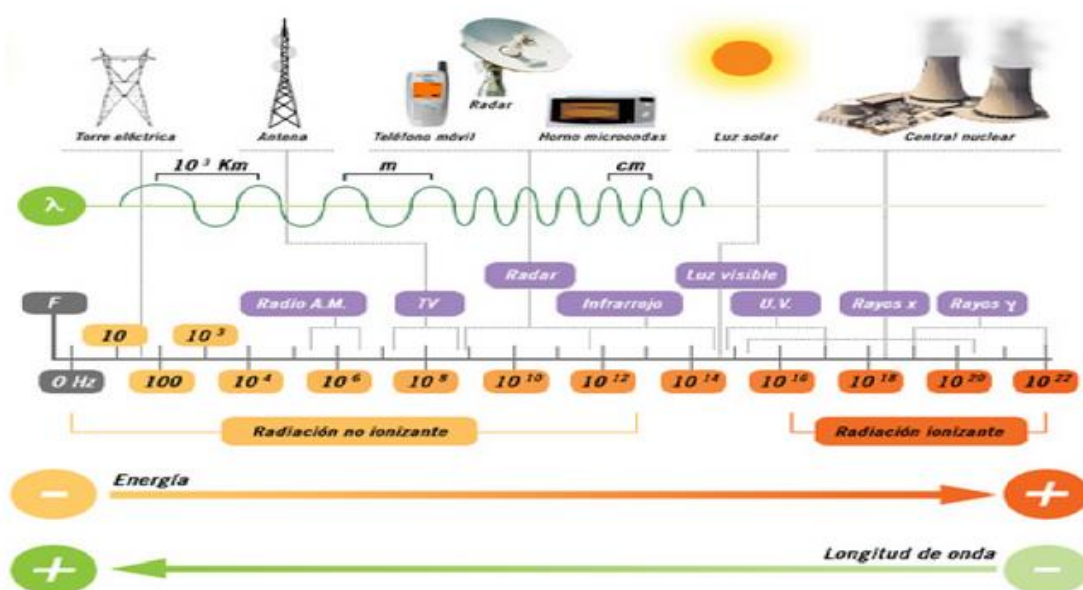 Radar
Torre eléctrica
Antena
Teléfono móvil
Horno microondas
Luz solar
Central nuclear
10³ Km
m
cm
λ
Radar
Luz visible
F
Radio A.M.
TV
Infrarrojo
U.V.
Rayos x
Rayos γ
10
10³
0 Hz
100
10⁴
10⁶
10⁸
10¹⁰
10¹²
10¹⁴
10¹⁶
10¹⁸
10²⁰
10²²
Radiación no ionizante
Radiación ionizante
Energía
−
+
Longitud de onda
+
−